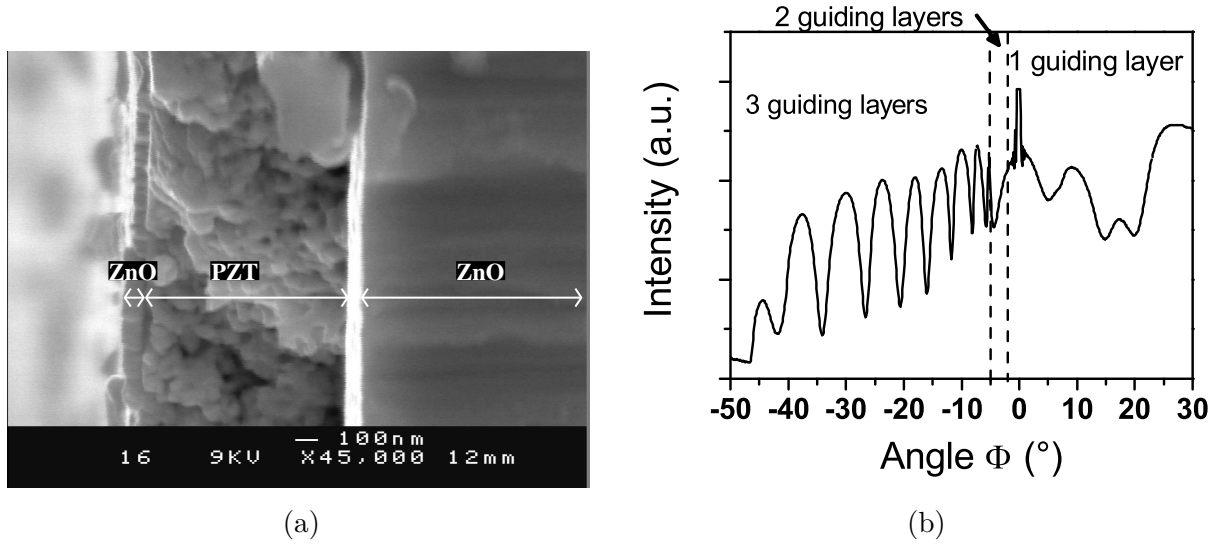 ZnO PZT ZnO
100nm
16 9KV X45,000 12mm
(a)
2 guiding layers
1 guiding layer
3 guiding layers
Intensity (a.u.)
-50 -40 -30 -20 -10 0 10 20 30
Angle Φ (°)
(b)